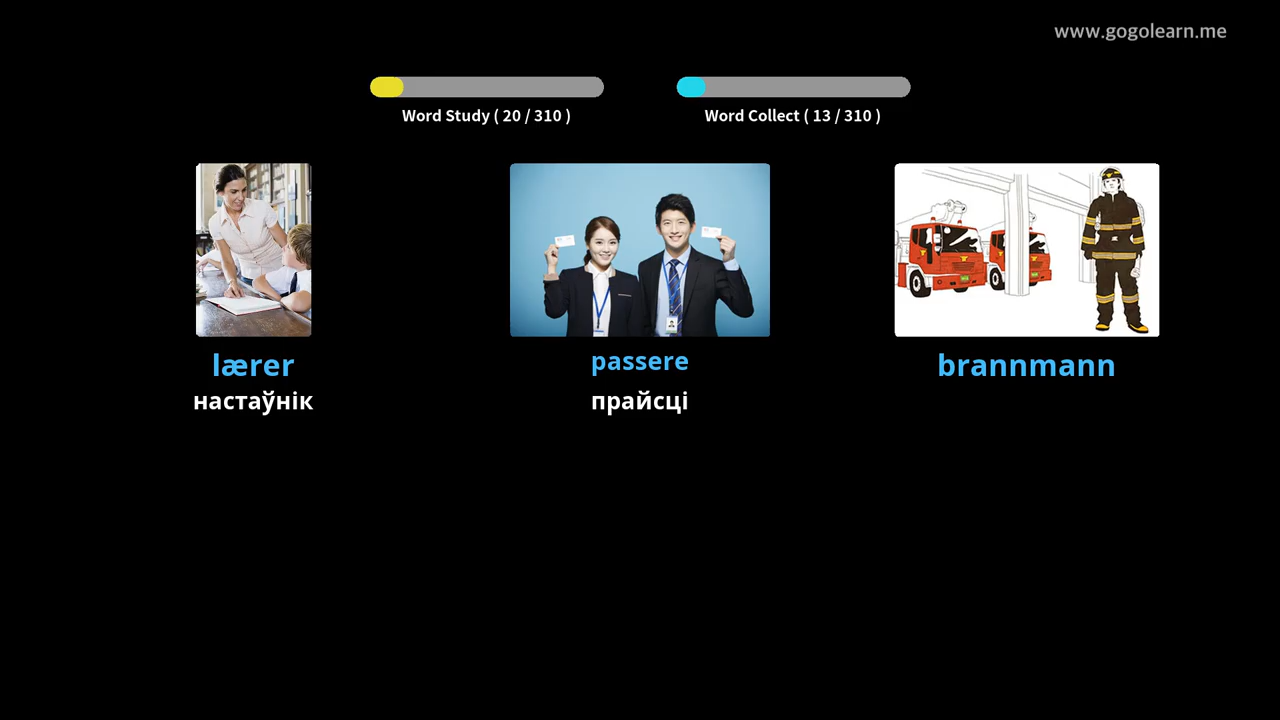 www.gogolearn.me
Word Study ( 20 / 310 )
Word Collect ( 13 / 310 )
lærer
passere
brannmann
настаўнік
прайсці